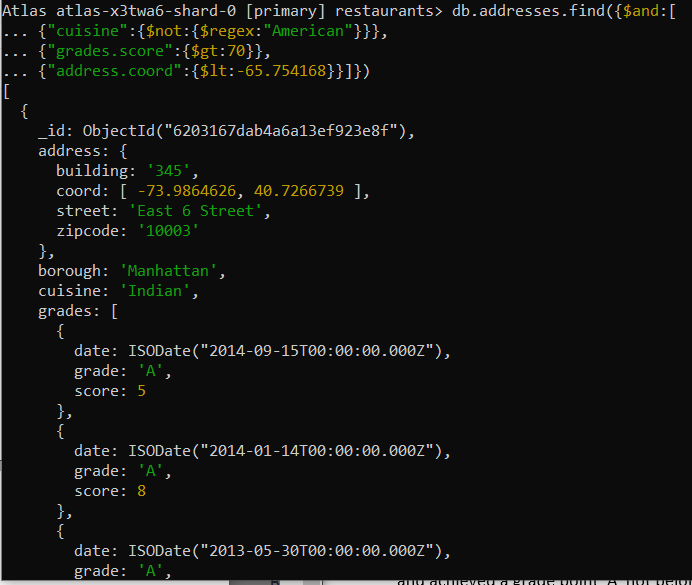 Atlas atlas-x3twa6-shard-0 [primary] restaurants> db.addresses.find({$and:[
... {"cuisine":{$not:{$regex:"American"}}},
... {"grades.score":{$gt:70}},
... {"address.coord":{$lt:-65.754168}}]})
[
  {
    _id: ObjectId("6203167dab4a6a13ef923e8f"),
    address: {
      building: '345',
      coord: [ -73.9864626, 40.7266739 ],
      street: 'East 6 Street',
      zipcode: '10003'
    },
    borough: 'Manhattan',
    cuisine: 'Indian',
    grades: [
      {
        date: ISODate("2014-09-15T00:00:00.000Z"),
        grade: 'A',
        score: 5
      },
      {
        date: ISODate("2014-01-14T00:00:00.000Z"),
        grade: 'A',
        score: 8
      },
      {
        date: ISODate("2013-05-30T00:00:00.000Z"),
        grade: 'A',